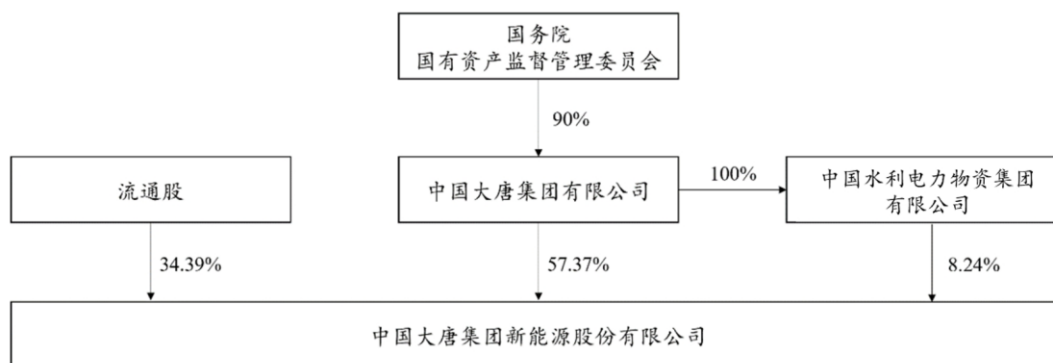 国务院
国有资产监督管理委员会
90%
流通股
中国大唐集团有限公司
100%
中国水利电力物资集团
有限公司
34.39%
57.37%
8.24%
中国大唐集团新能源股份有限公司